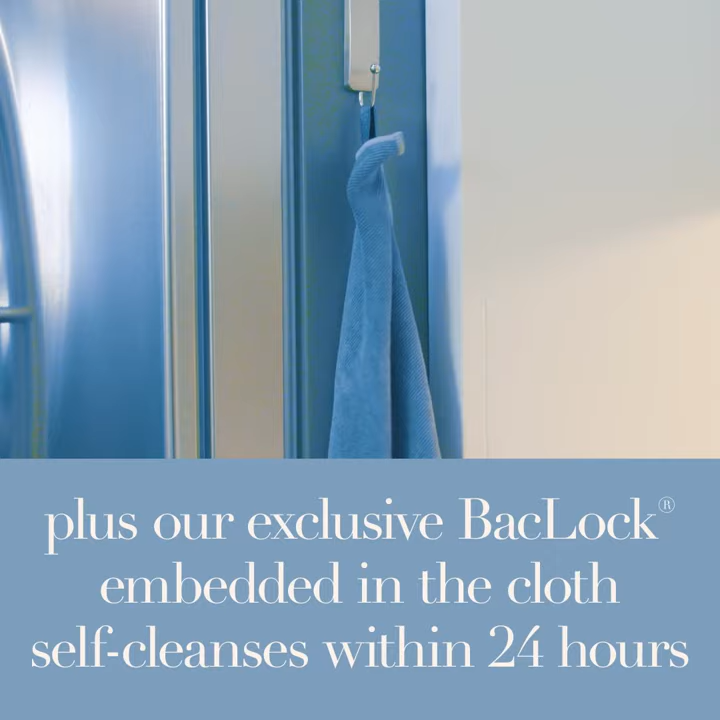 plus our exclusive BacLock®
embedded in the cloth
self-cleanses within 24 hours